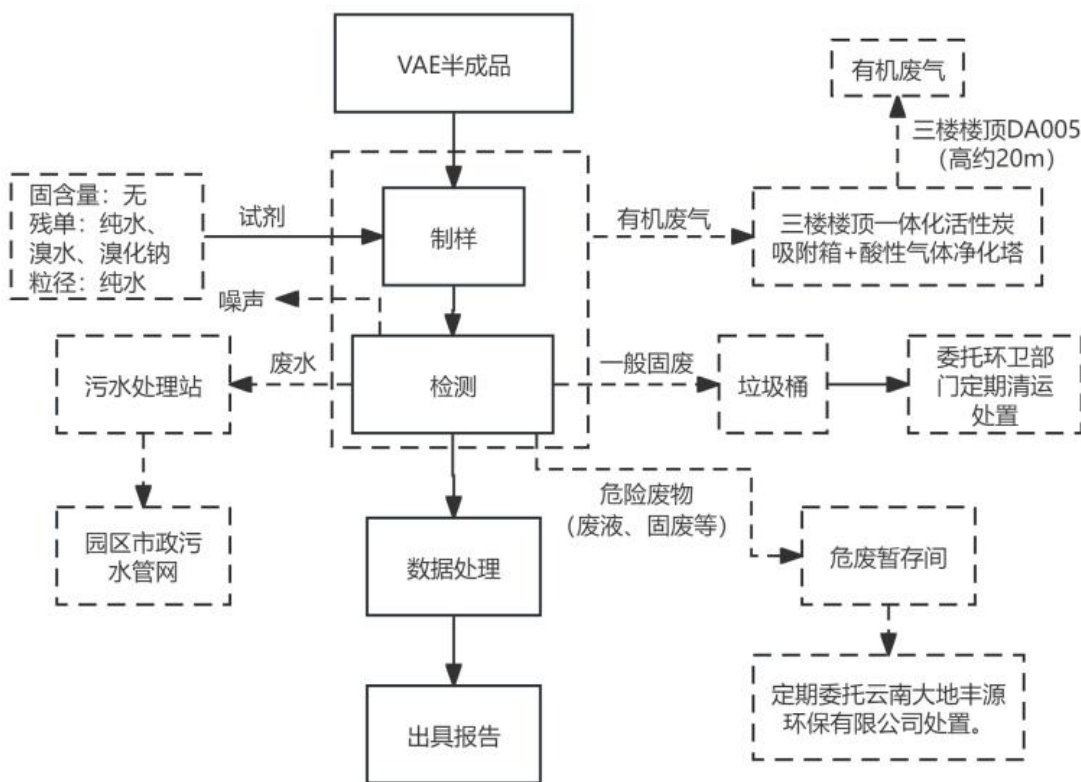 VAE半成品
有机废气
三楼楼顶DA005
（高约20m）
固含量：无
残单：纯水、
溴水、溴化钠
粒径：纯水
试剂
制样
有机废气
三楼楼顶一体化活性炭
吸附箱+酸性气体净化塔
噪声
污水处理站
废水
检测
一般固废
垃圾桶
委托环卫部
门定期清运
处置
危险废物
（废液、固废等）
园区市政污
水管网
数据处理
危废暂存间
出具报告
定期委托云南大地丰源
环保有限公司处置。